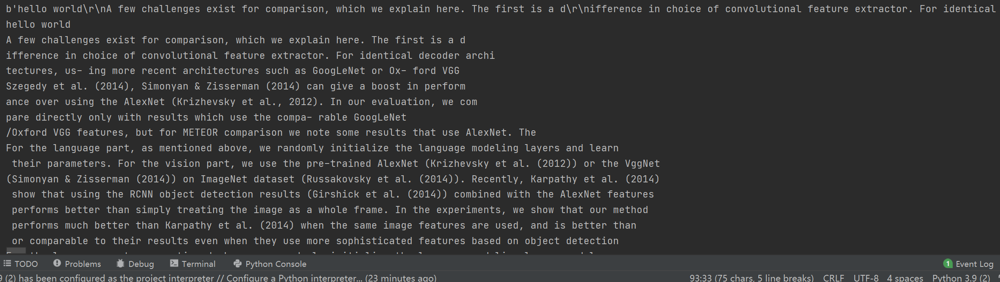 b'hello world\r\nA few challenges exist for comparison, which we explain here. The first is a d\r\nifference in choice of convolutional feature extractor. For identical
hello world
A few challenges exist for comparison, which we explain here. The first is a d
ifference in choice of convolutional feature extractor. For identical decoder archi
tectures, us- ing more recent architectures such as GoogLeNet or Ox- ford VGG
Szegedy et al. (2014), Simonyan & Zisserman (2014) can give a boost in perform
ance over using the AlexNet (Krizhevsky et al., 2012). In our evaluation, we com
pare directly only with results which use the compa- rable GoogLeNet
/Oxford VGG features, but for METEOR comparison we note some results that use AlexNet. The
For the language part, as mentioned above, we randomly initialize the language modeling layers and learn
 their parameters. For the vision part, we use the pre-trained AlexNet (Krizhevsky et al. (2012)) or the VggNet
(Simonyan & Zisserman (2014)) on ImageNet dataset (Russakovsky et al. (2014)). Recently, Karpathy et al. (2014)
 show that using the RCNN object detection results (Girshick et al. (2014)) combined with the AlexNet features
 performs better than simply treating the image as a whole frame. In the experiments, we show that our method
 performs much better than Karpathy et al. (2014) when the same image features are used, and is better than
 or comparable to their results even when they use more sophisticated features based on object detection
TODO Problems Debug Terminal Python Console 1 Event Log
9 (2) has been configured as the project interpreter // Configure a Python interpreter... (23 minutes ago) 93:33 (75 chars, 5 line breaks) CRLF UTF-8 4 spaces Python 3.9 (2)